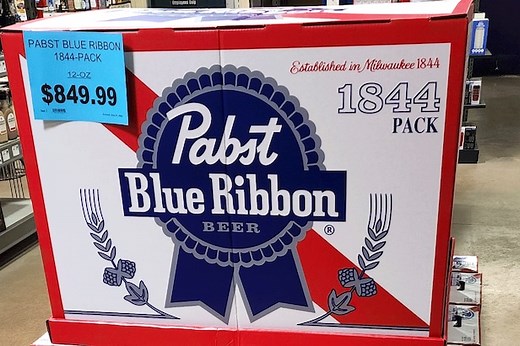 PABST BLUE RIBBON
1844-PACK
12-OZ
$849.99
Established in Milwaukee 1844
1844
PACK
Pabst
Blue Ribbon
BEER
®